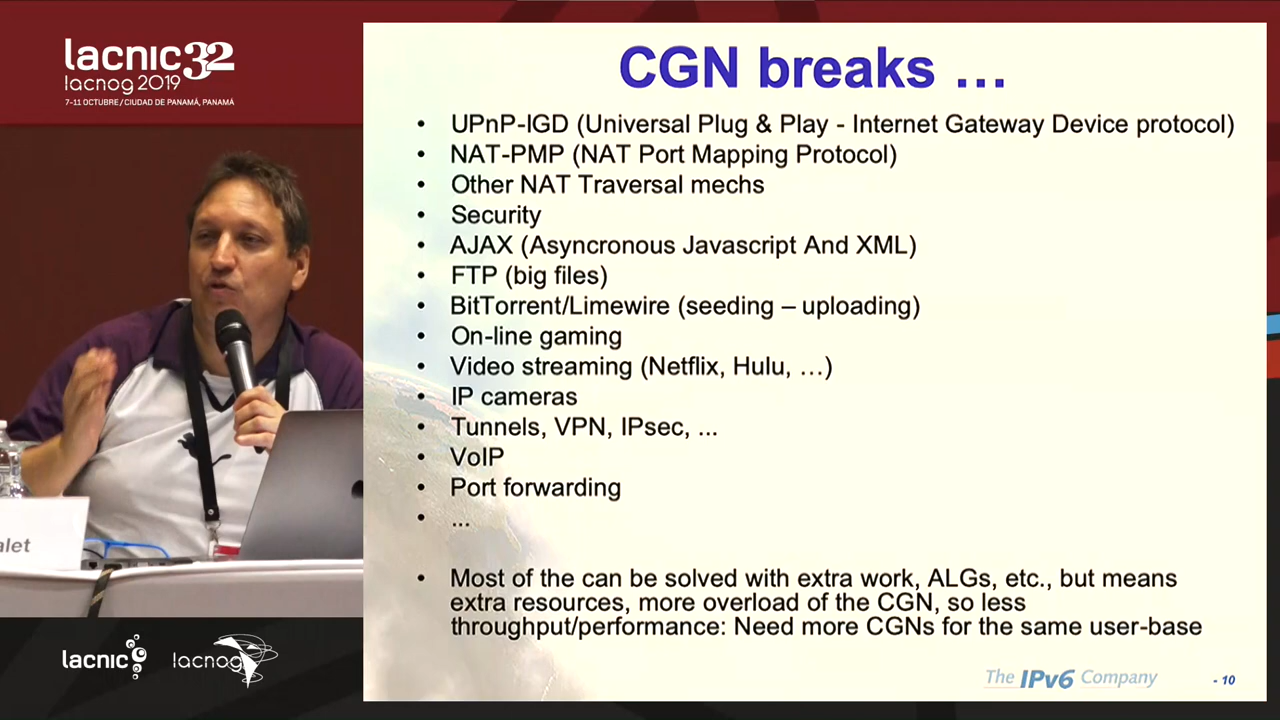 lacnic 32
lacnog 2019
7-11 OCTUBRE / CIUDAD DE PANAMÁ, PANAMÁ
CGN breaks …
• UPnP-IGD (Universal Plug & Play - Internet Gateway Device protocol)
• NAT-PMP (NAT Port Mapping Protocol)
• Other NAT Traversal mechs
• Security
• AJAX (Asyncronous Javascript And XML)
• FTP (big files)
• BitTorrent/Limewire (seeding – uploading)
• On-line gaming
• Video streaming (Netflix, Hulu, …)
• IP cameras
• Tunnels, VPN, IPsec, ...
• VoIP
• Port forwarding
• ...
• Most of the can be solved with extra work, ALGs, etc., but means
extra resources, more overload of the CGN, so less
throughput/performance: Need more CGNs for the same user-base
The IPv6 Company
- 10
alet
lacnic
lacnog